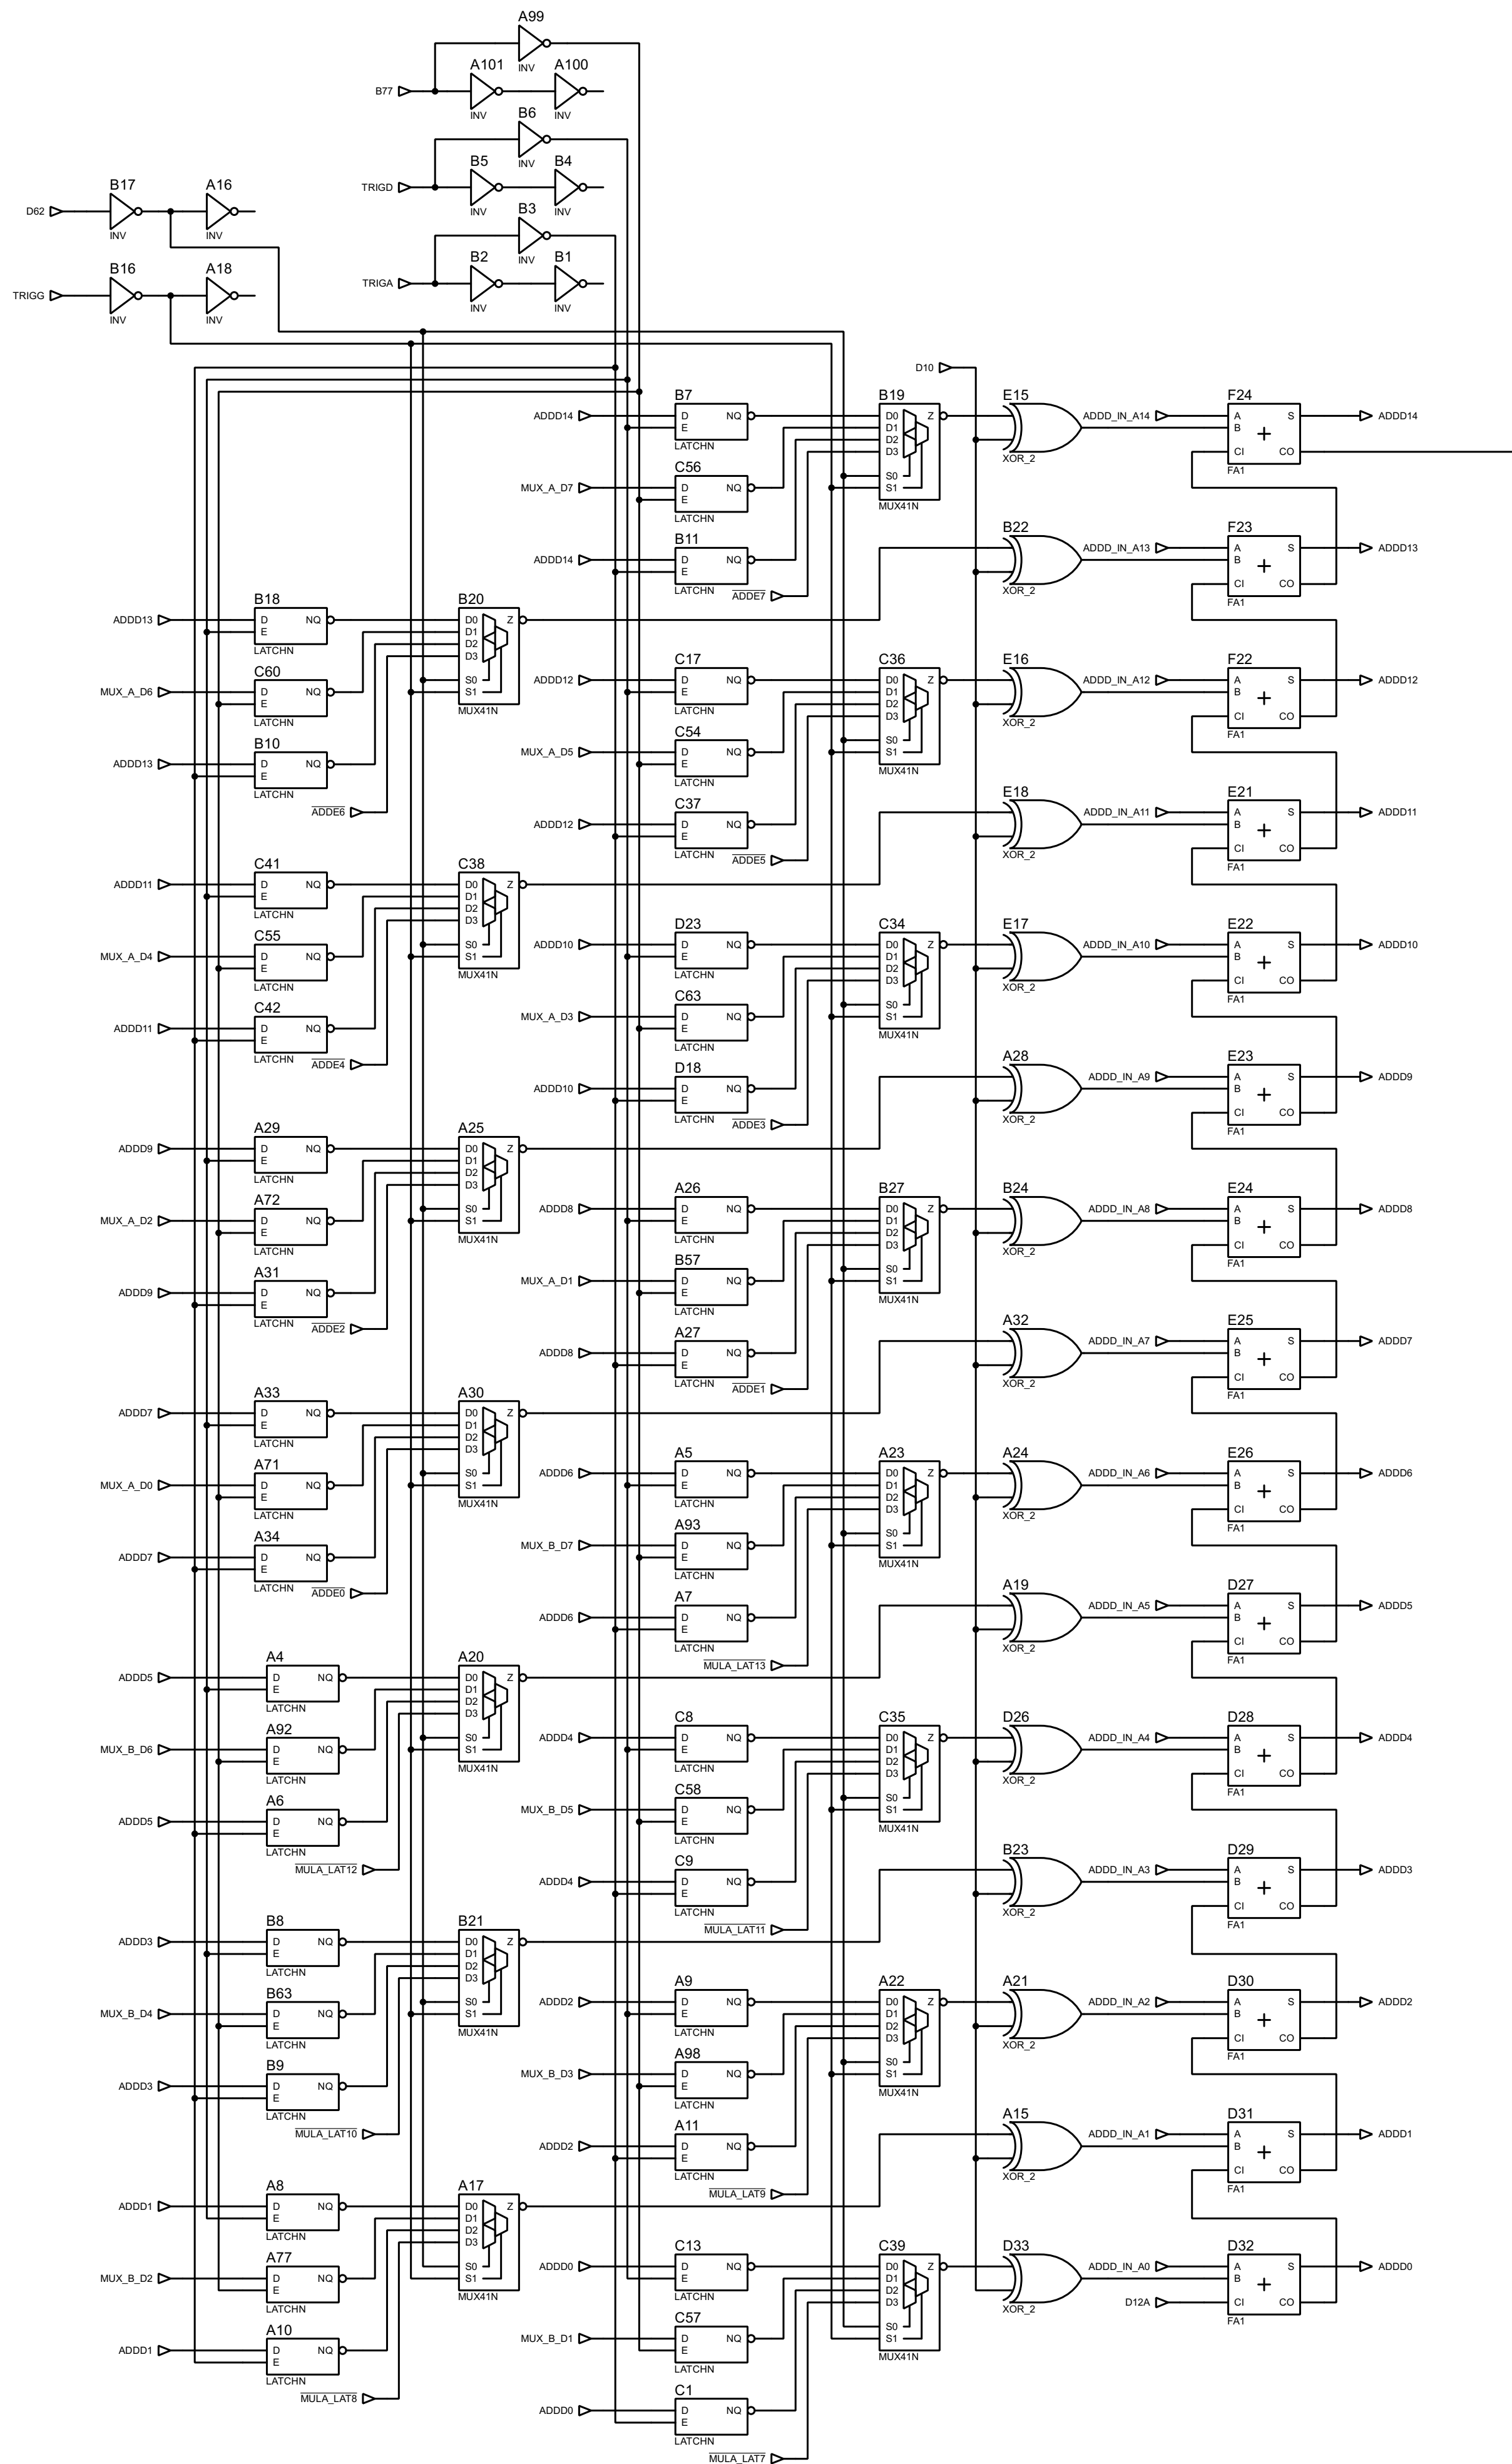 A99
INV
A101 A100
B77
INV INV
B6
INV
B5 B4
TRIGD
INV INV
B17 A16
D62
INV INV
B3
INV
B2 B1
TRIGA
INV INV
B16 A18
TRIGG
INV INV
D10
B7 B19 E15 F24
ADDD14 D NQ D0 Z ADDD_IN_A14 A S ADDD14
E D1 B
LATCHN D2 +
D3 CI CO
XOR_2 FA1
C56
MUX_A_D7 D NQ S0
E S1
LATCHN MUX41N
B11 B22 F23
ADDD14 D NQ ADDD_IN_A13 A S ADDD13
E B +
LATCHN CI CO
ADDE7 XOR_2 FA1
B18 B20
ADDD13 D NQ D0 Z
E D1
LATCHN D2
D3
C60
MUX_A_D6 D NQ S0
E S1
LATCHN MUX41N
B10
ADDD13 D NQ
E
LATCHN
ADDE6
C17 C36 E16 F22
ADDD12 D NQ D0 Z ADDD_IN_A12 A S ADDD12
E D1 B
LATCHN D2 +
D3 CI CO
XOR_2 FA1
C54
MUX_A_D5 D NQ S0
E S1
LATCHN MUX41N
C37 E18 E21
ADDD12 D NQ ADDD_IN_A11 A S ADDD11
E B +
LATCHN CI CO
ADDE5 XOR_2 FA1
C41 C38
ADDD11 D NQ D0 Z
E D1
LATCHN D2
D3
C55
MUX_A_D4 D NQ S0
E S1
LATCHN MUX41N
C42
ADDD11 D NQ
E
LATCHN
ADDE4
D23 C34 E17 E22
ADDD10 D NQ D0 Z ADDD_IN_A10 A S ADDD10
E D1 B
LATCHN D2 +
D3 CI CO
XOR_2 FA1
C63
MUX_A_D3 D NQ S0
E S1
LATCHN MUX41N
D18 A28 E23
ADDD10 D NQ ADDD_IN_A9 A S ADDD9
E B +
LATCHN CI CO
ADDE3 XOR_2 FA1
A29 A25
ADDD9 D NQ D0 Z
E D1
LATCHN D2
D3
A72
MUX_A_D2 D NQ S0
E S1
LATCHN MUX41N
A31
ADDD9 D NQ
E
LATCHN
ADDE2
A26 B27 B24 E24
ADDD8 D NQ D0 Z ADDD_IN_A8 A S ADDD8
E D1 B
LATCHN D2 +
D3 CI CO
XOR_2 FA1
B57
MUX_A_D1 D NQ S0
E S1
LATCHN MUX41N
A27 A32 E25
ADDD8 D NQ ADDD_IN_A7 A S ADDD7
E B +
LATCHN CI CO
ADDE1 XOR_2 FA1
A33 A30
ADDD7 D NQ D0 Z
E D1
LATCHN D2
D3
A71
MUX_A_D0 D NQ S0
E S1
LATCHN MUX41N
A34
ADDD7 D NQ
E
LATCHN
ADDE0
A5 A23 A24 E26
ADDD6 D NQ D0 Z ADDD_IN_A6 A S ADDD6
E D1 B
LATCHN D2 +
D3 CI CO
XOR_2 FA1
A93
MUX_B_D7 D NQ S0
E S1
LATCHN MUX41N
A7 A19 D27
ADDD6 D NQ ADDD_IN_A5 A S ADDD5
E B +
LATCHN CI CO
MULA_LAT13 XOR_2 FA1
A4 A20
ADDD5 D NQ D0 Z
E D1
LATCHN D2
D3
A92
MUX_B_D6 D NQ S0
E S1
LATCHN MUX41N
A6
ADDD5 D NQ
E
LATCHN
MULA_LAT12
C8 C35 D26 D28
ADDD4 D NQ D0 Z ADDD_IN_A4 A S ADDD4
E D1 B
LATCHN D2 +
D3 CI CO
XOR_2 FA1
C58
MUX_B_D5 D NQ S0
E S1
LATCHN MUX41N
C9 B23 D29
ADDD4 D NQ ADDD_IN_A3 A S ADDD3
E B +
LATCHN CI CO
MULA_LAT11 XOR_2 FA1
B8 B21
ADDD3 D NQ D0 Z
E D1
LATCHN D2
D3
B63
MUX_B_D4 D NQ S0
E S1
LATCHN MUX41N
B9
ADDD3 D NQ
E
LATCHN
MULA_LAT10
A9 A22 A21 D30
ADDD2 D NQ D0 Z ADDD_IN_A2 A S ADDD2
E D1 B
LATCHN D2 +
D3 CI CO
XOR_2 FA1
A98
MUX_B_D3 D NQ S0
E S1
LATCHN MUX41N
A11 A15 D31
ADDD2 D NQ ADDD_IN_A1 A S ADDD1
E B +
LATCHN CI CO
MULA_LAT9 XOR_2 FA1
A8 A17
ADDD1 D NQ D0 Z
E D1
LATCHN D2
D3
A77
MUX_B_D2 D NQ S0
E S1
LATCHN MUX41N
A10
ADDD1 D NQ
E
LATCHN
MULA_LAT8
C13 C39 D33 D32
ADDD0 D NQ D0 Z ADDD_IN_A0 A S ADDD0
E D1 B
LATCHN D2 +
D3 D12A CI CO
XOR_2 FA1
C57
MUX_B_D1 D NQ S0
E S1
LATCHN MUX41N
C1
ADDD0 D NQ
E
LATCHN
MULA_LAT7